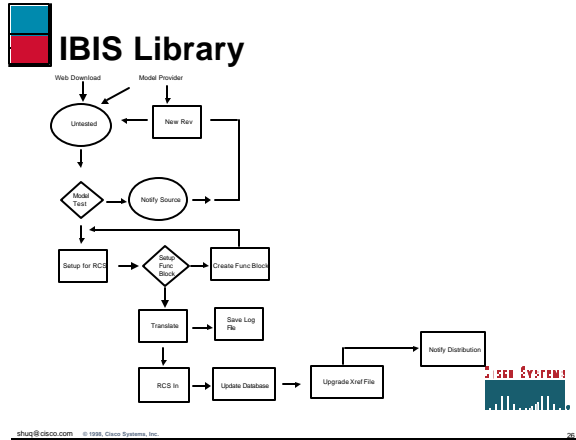 IBIS Library
Web Download
Model Provider
Untested
New Rev
Model
Test
Notify Source
Setup for RCS
Setup
Func
Block
Create Func Block
Translate
Save Log
File
Notify Distribution
RCS In
Update Database
Upgrade Xref File
Cisco Systems
shuq@cisco.com
© 1998, Cisco Systems, Inc.
26